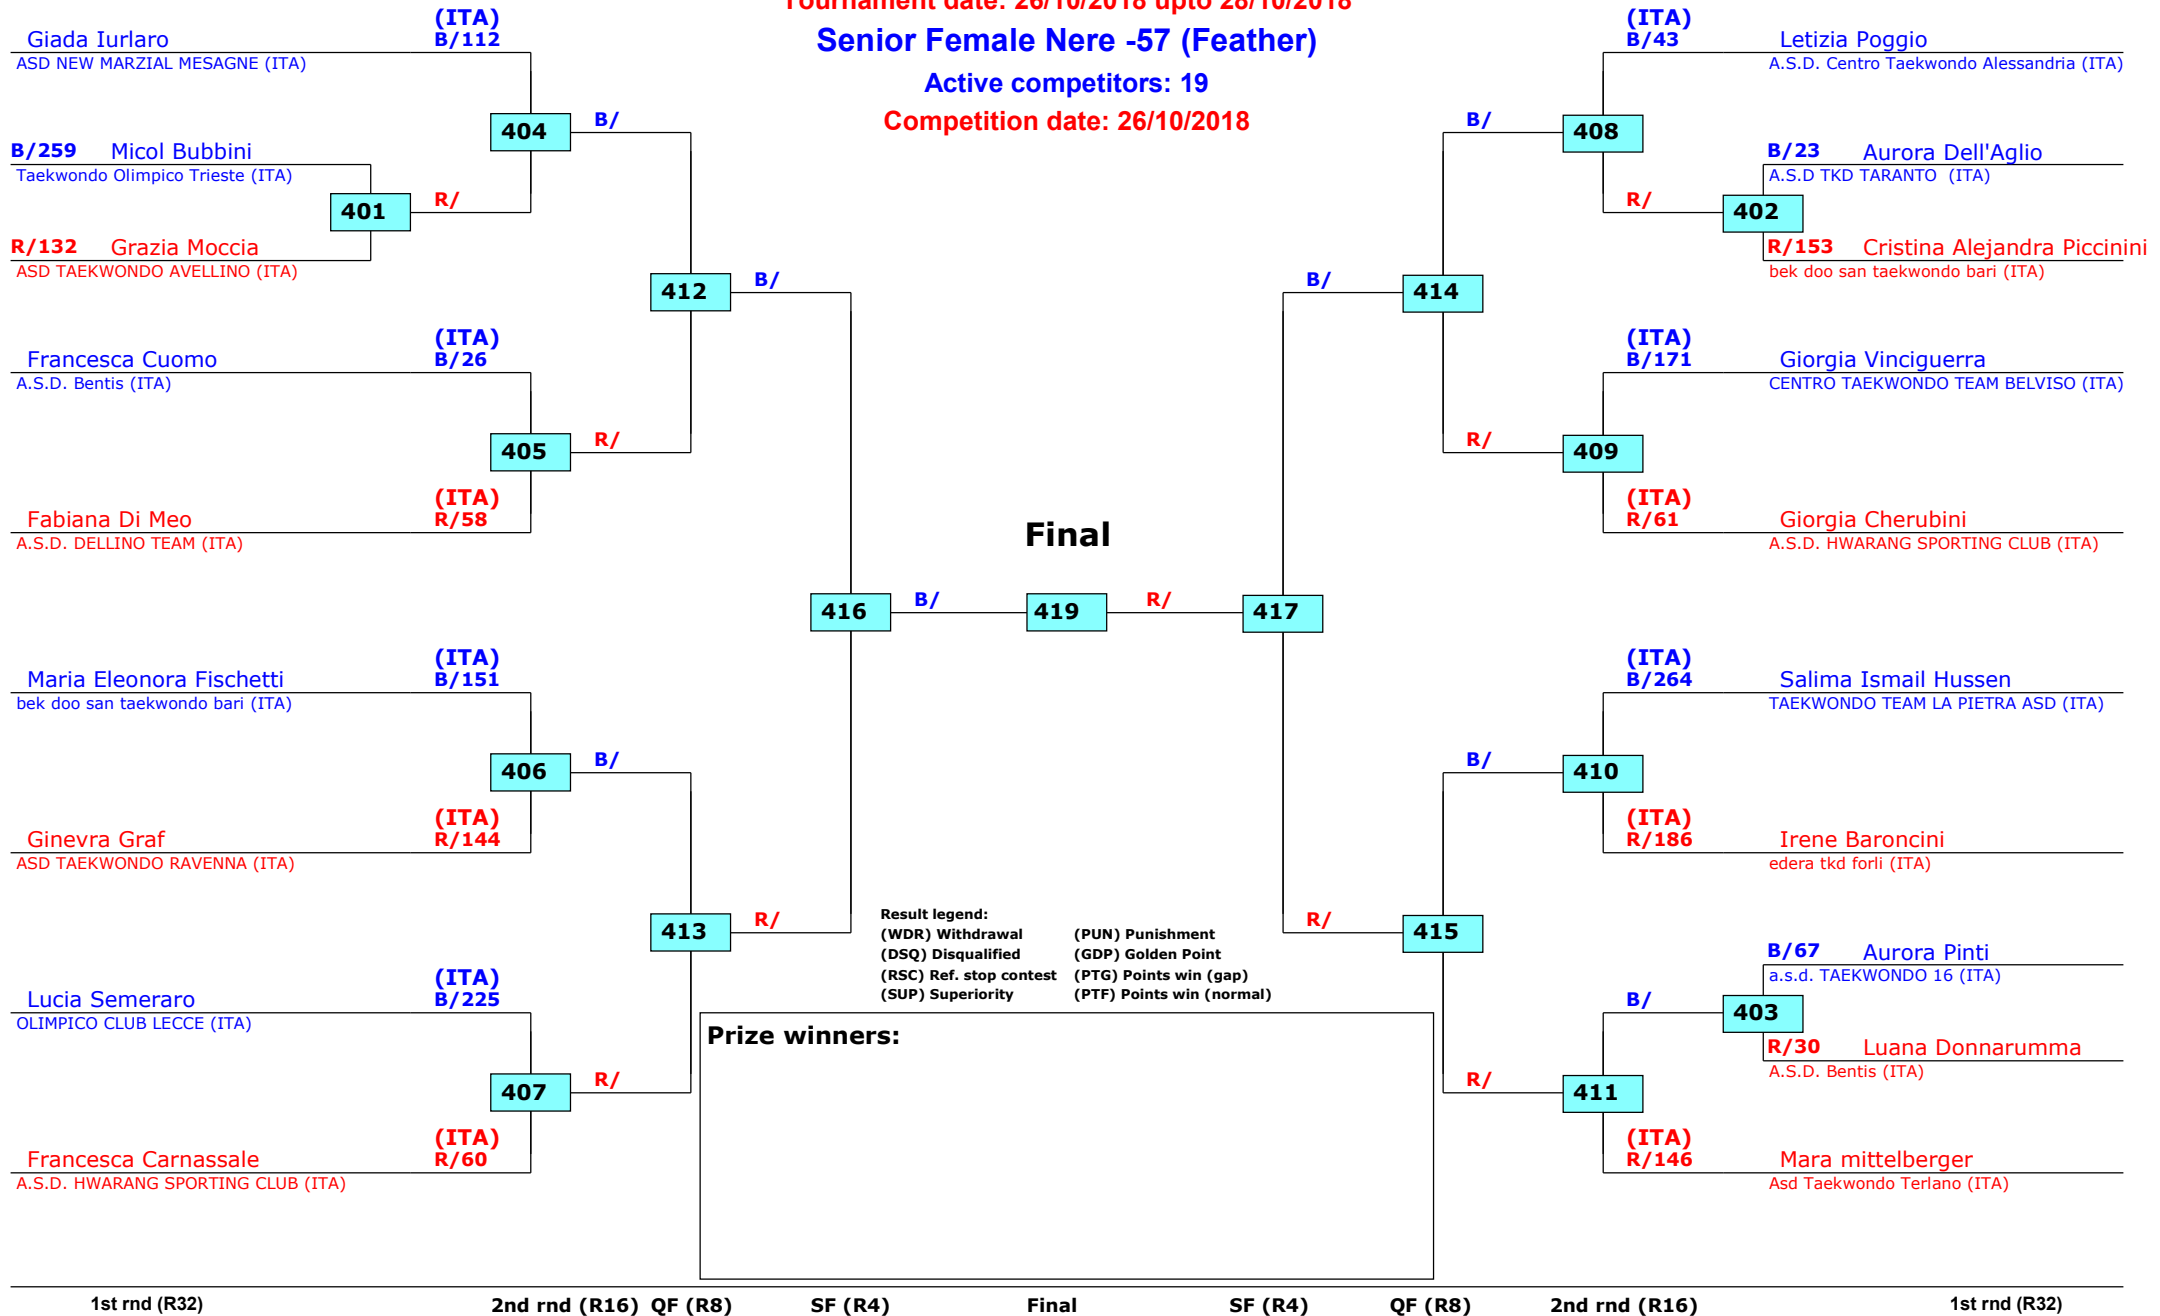 Tournament date: 26/10/2018 upto 28/10/2018
Senior Female Nere -57 (Feather)
Active competitors: 19
Competition date: 26/10/2018
(ITA)
Giada Iurlaro B/112
ASD NEW MARZIAL MESAGNE (ITA)
404 B/
B/259 Micol Bubbini
Taekwondo Olimpico Trieste (ITA)
401 R/
R/132 Grazia Moccia
ASD TAEKWONDO AVELLINO (ITA)
412 B/
(ITA)
Francesca Cuomo B/26
A.S.D. Bentis (ITA)
405 R/
(ITA)
Fabiana Di Meo R/58
A.S.D. DELLINO TEAM (ITA)
416 B/
(ITA)
Maria Eleonora Fischetti B/151
bek doo san taekwondo bari (ITA)
406 B/
(ITA)
Ginevra Graf R/144
ASD TAEKWONDO RAVENNA (ITA)
413 R/
(ITA)
Lucia Semeraro B/225
OLIMPICO CLUB LECCE (ITA)
407 R/
(ITA)
Francesca Carnassale R/60
A.S.D. HWARANG SPORTING CLUB (ITA)
Final
419
(ITA)
B/43 Letizia Poggio
A.S.D. Centro Taekwondo Alessandria (ITA)
B/ 408
B/23 Aurora Dell'Aglio
A.S.D TKD TARANTO (ITA)
R/ 402
R/153 Cristina Alejandra Piccinini
bek doo san taekwondo bari (ITA)
B/ 414
(ITA)
B/171 Giorgia Vinciguerra
CENTRO TAEKWONDO TEAM BELVISO (ITA)
R/ 409
(ITA)
R/61 Giorgia Cherubini
A.S.D. HWARANG SPORTING CLUB (ITA)
R/ 417
(ITA)
B/264 Salima Ismail Hussen
TAEKWONDO TEAM LA PIETRA ASD (ITA)
B/ 410
(ITA)
R/186 Irene Baroncini
edera tkd forli (ITA)
R/ 415
B/67 Aurora Pinti
a.s.d. TAEKWONDO 16 (ITA)
B/ 403
R/30 Luana Donnarumma
A.S.D. Bentis (ITA)
R/ 411
(ITA)
R/146 Mara mittelberger
Asd Taekwondo Terlano (ITA)
Result legend:
(WDR) Withdrawal (PUN) Punishment
(DSQ) Disqualified (GDP) Golden Point
(RSC) Ref. stop contest (PTG) Points win (gap)
(SUP) Superiority (PTF) Points win (normal)
Prize winners:
1st rnd (R32) 2nd rnd (R16) QF (R8) SF (R4) Final SF (R4) QF (R8) 2nd rnd (R16) 1st rnd (R32)